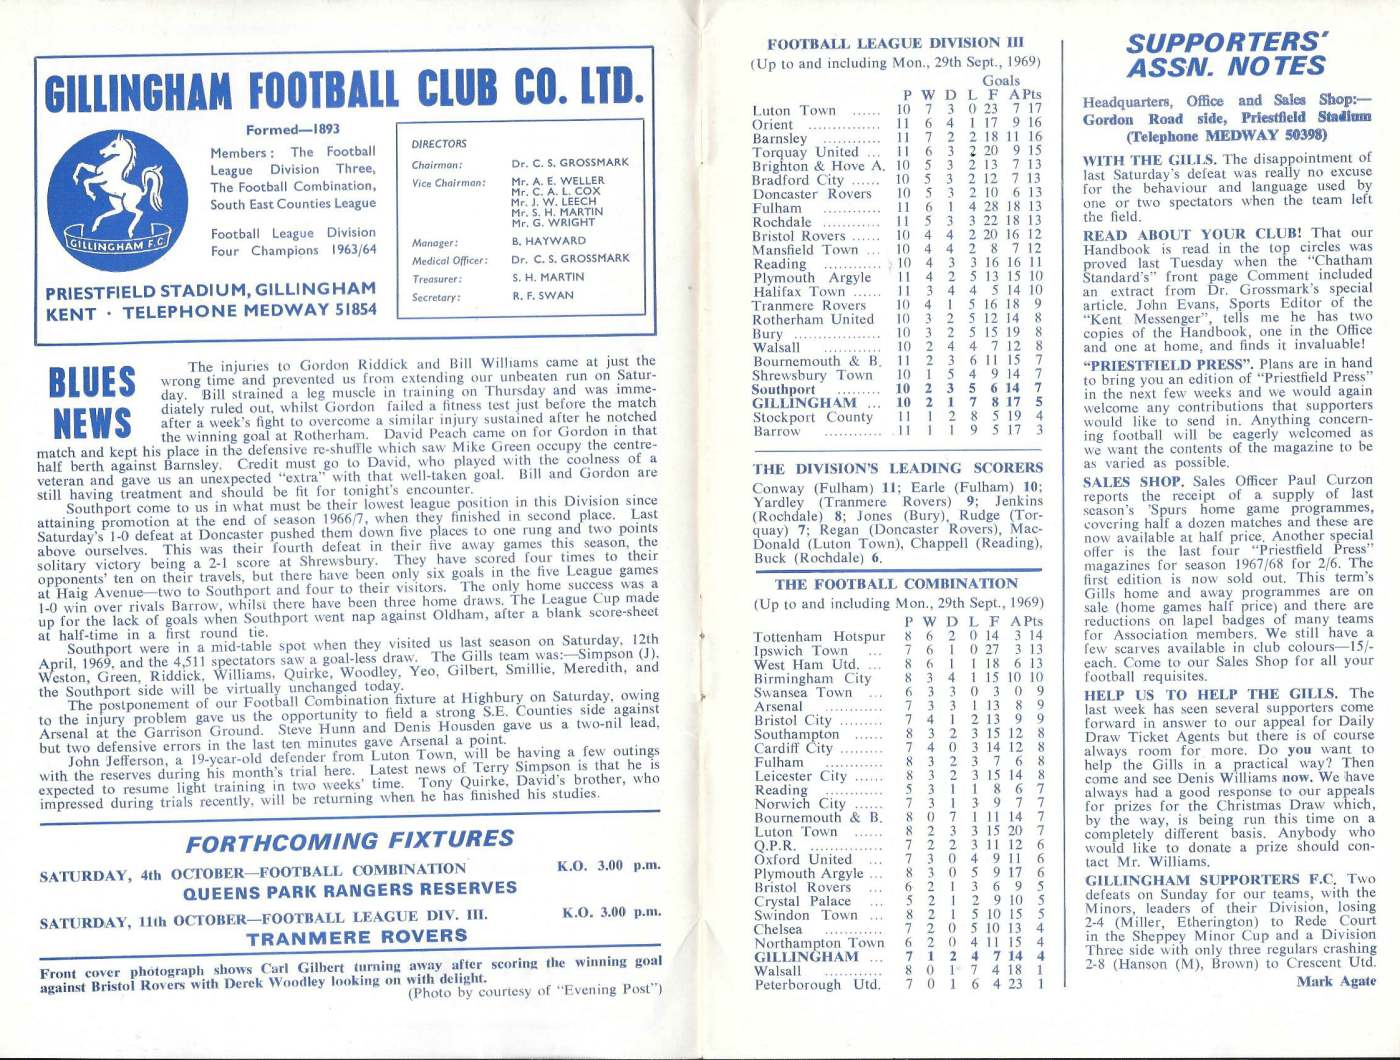 GILLINGHAM FOOTBALL CLUB CO. LTD.
GILLINGHAM F.C.
Formed—1893
Members: The Football
League Division Three,
The Football Combination,
South East Counties League
Football League Division
Four Champions 1963/64
PRIESTFIELD STADIUM, GILLINGHAM
KENT · TELEPHONE MEDWAY 51854
DIRECTORS
Chairman: Dr. C. S. GROSSMARK
Vice Chairman: Mr. A. E. WELLER
Mr. C. A. L. COX
Mr. J. W. LEECH
Mr. S. H. MARTIN
Mr. G. WRIGHT
Manager: B. HAYWARD
Medical Officer: Dr. C. S. GROSSMARK
Treasurer: S. H. MARTIN
Secretary: R. F. SWAN
BLUES
NEWS
The injuries to Gordon Riddick and Bill Williams came at just the
wrong time and prevented us from extending our unbeaten run on Satur-
day. Bill strained a leg muscle in training on Thursday and was imme-
diately ruled out, whilst Gordon failed a fitness test just before the match
after a week's fight to overcome a similar injury sustained after he notched
the winning goal at Rotherham. David Peach came on for Gordon in that
match and kept his place in the defensive re-shuffle which saw Mike Green occupy the centre-
half berth against Barnsley. Credit must go to David, who played with the coolness of a
veteran and gave us an unexpected "extra" with that well-taken goal. Bill and Gordon are
still having treatment and should be fit for tonight's encounter.
Southport come to us in what must be their lowest league position in this Division since
attaining promotion at the end of season 1966/7, when they finished in second place. Last
Saturday's 1-0 defeat at Doncaster pushed them down five places to one rung and two points
above ourselves. This was their fourth defeat in their five away games this season, the
solitary victory being a 2-1 score at Shrewsbury. They have scored four times to their
opponents' ten on their travels, but there have been only six goals in the five League games
at Haig Avenue—two to Southport and four to their visitors. The only home success was a
1-0 win over rivals Barrow, whilst there have been three home draws. The League Cup made
up for the lack of goals when Southport went nap against Oldham, after a blank score-sheet
at half-time in a first round tie.
Southport were in a mid-table spot when they visited us last season on Saturday, 12th
April, 1969, and the 4,511 spectators saw a goal-less draw. The Gills team was:—Simpson (J),
Weston, Green, Riddick, Williams, Quirke, Woodley, Yeo, Gilbert, Smillie, Meredith, and
the Southport side will be virtually unchanged today.
The postponement of our Football Combination fixture at Highbury on Saturday, owing
to the injury problem gave us the opportunity to field a strong S.E. Counties side against
Arsenal at the Garrison Ground. Steve Hunn and Denis Housden gave us a two-nil lead,
but two defensive errors in the last ten minutes gave Arsenal a point.
John Jefferson, a 19-year-old defender from Luton Town, will be having a few outings
with the reserves during his month's trial here. Latest news of Terry Simpson is that he is
expected to resume light training in two weeks' time. Tony Quirke, David's brother, who
impressed during trials recently, will be returning when he has finished his studies.
FORTHCOMING FIXTURES
SATURDAY, 4th OCTOBER—FOOTBALL COMBINATION K.O. 3.00 p.m.
QUEENS PARK RANGERS RESERVES
SATURDAY, 11th OCTOBER—FOOTBALL LEAGUE DIV. III. K.O. 3.00 p.m.
TRANMERE ROVERS
Front cover photograph shows Carl Gilbert turning away after scoring the winning goal
against Bristol Rovers with Derek Woodley looking on with delight.
(Photo by courtesy of "Evening Post")
FOOTBALL LEAGUE DIVISION III
(Up to and including Mon., 29th Sept., 1969)
Goals
P W D L F A Pts
Luton Town ...... 10 7 3 0 23 7 17
Orient ............... 11 6 4 1 17 9 16
Barnsley ............ 11 7 2 2 18 11 16
Torquay United ... 11 6 3 2 20 9 15
Brighton & Hove A. 10 5 3 2 13 7 13
Bradford City ...... 10 5 3 2 12 7 13
Doncaster Rovers 10 5 3 2 10 6 13
Fulham ............ 11 6 1 4 28 18 13
Rochdale ............ 11 5 3 3 22 18 13
Bristol Rovers ...... 10 4 4 2 20 16 12
Mansfield Town ... 10 4 4 2 8 7 12
Reading ............ 10 4 3 3 16 16 11
Plymouth Argyle 11 4 2 5 13 15 10
Halifax Town ...... 11 3 4 4 5 14 10
Tranmere Rovers 10 4 1 5 16 18 9
Rotherham United 10 3 2 5 12 14 8
Bury .................. 10 3 2 5 15 19 8
Walsall ............ 10 2 4 4 7 12 8
Bournemouth & B. 11 2 3 6 11 15 7
Shrewsbury Town 10 1 5 4 9 14 7
Southport ......... 10 2 3 5 6 14 7
GILLINGHAM ... 10 2 1 7 8 17 5
Stockport County 11 1 2 8 5 19 4
Barrow ............ 11 1 1 9 5 17 3
THE DIVISION'S LEADING SCORERS
Conway (Fulham) 11; Earle (Fulham) 10;
Yardley (Tranmere Rovers) 9; Jenkins
(Rochdale) 8; Jones (Bury), Rudge (Tor-
quay) 7; Regan (Doncaster Rovers), Mac-
Donald (Luton Town), Chappell (Reading),
Buck (Rochdale) 6.
THE FOOTBALL COMBINATION
(Up to and including Mon., 29th Sept., 1969)
P W D L F A Pts
Tottenham Hotspur 8 6 2 0 14 3 14
Ipswich Town ... 7 6 1 0 27 3 13
West Ham Utd. ... 8 6 1 1 18 6 13
Birmingham City 8 3 4 1 15 10 10
Swansea Town ... 6 3 3 0 3 0 9
Arsenal ............ 7 3 3 1 13 8 9
Bristol City ......... 7 4 1 2 13 9 9
Southampton ...... 8 3 2 3 15 12 8
Cardiff City ......... 7 4 0 3 14 12 8
Fulham ............ 8 3 2 3 7 6 8
Leicester City ...... 8 3 2 3 15 14 8
Reading ............ 5 3 1 1 8 6 7
Norwich City ...... 7 3 1 3 9 7 7
Bournemouth & B. 8 0 7 1 11 14 7
Luton Town ...... 8 2 3 3 15 20 7
Q.P.R. ............... 7 2 2 3 11 12 6
Oxford United ... 7 3 0 4 9 11 6
Plymouth Argyle ... 8 3 0 5 9 17 6
Bristol Rovers ... 6 2 1 3 6 9 5
Crystal Palace ... 5 2 1 2 9 10 5
Swindon Town ... 8 2 1 5 10 15 5
Chelsea ............ 7 2 0 5 10 13 4
Northampton Town 6 2 0 4 11 15 4
GILLINGHAM ... 7 1 2 4 7 14 4
Walsall ............ 8 0 1 7 4 18 1
Peterborough Utd. 7 0 1 6 4 23 1
SUPPORTERS'
ASSN. NOTES
Headquarters, Office and Sales Shop:—
Gordon Road side, Priestfield Stadium
(Telephone MEDWAY 50398)
WITH THE GILLS. The disappointment of
last Saturday's defeat was really no excuse
for the behaviour and language used by
one or two spectators when the team left
the field.
READ ABOUT YOUR CLUB! That our
Handbook is read in the top circles was
proved last Tuesday when the "Chatham
Standard's" front page Comment included
an extract from Dr. Grossmark's special
article. John Evans, Sports Editor of the
"Kent Messenger", tells me he has two
copies of the Handbook, one in the Office
and one at home, and finds it invaluable!
"PRIESTFIELD PRESS". Plans are in hand
to bring you an edition of "Priestfield Press"
in the next few weeks and we would again
welcome any contributions that supporters
would like to send in. Anything concern-
ing football will be eagerly welcomed as
we want the contents of the magazine to be
as varied as possible.
SALES SHOP. Sales Officer Paul Curzon
reports the receipt of a supply of last
season's 'Spurs home game programmes,
covering half a dozen matches and these are
now available at half price. Another special
offer is the last four "Priestfield Press"
magazines for season 1967/68 for 2/6. The
first edition is now sold out. This term's
Gills home and away programmes are on
sale (home games half price) and there are
reductions on lapel badges of many teams
for Association members. We still have a
few scarves available in club colours—15/-
each. Come to our Sales Shop for all your
football requisites.
HELP US TO HELP THE GILLS. The
last week has seen several supporters come
forward in answer to our appeal for Daily
Draw Ticket Agents but there is of course
always room for more. Do you want to
help the Gills in a practical way? Then
come and see Denis Williams now. We have
always had a good response to our appeals
for prizes for the Christmas Draw which,
by the way, is being run this time on a
completely different basis. Anybody who
would like to donate a prize should con-
tact Mr. Williams.
GILLINGHAM SUPPORTERS F.C. Two
defeats on Sunday for our teams, with the
Minors, leaders of their Division, losing
2-4 (Miller, Etherington) to Rede Court
in the Sheppey Minor Cup and a Division
Three side with only three regulars crashing
2-8 (Hanson (M), Brown) to Crescent Utd.
Mark Agate